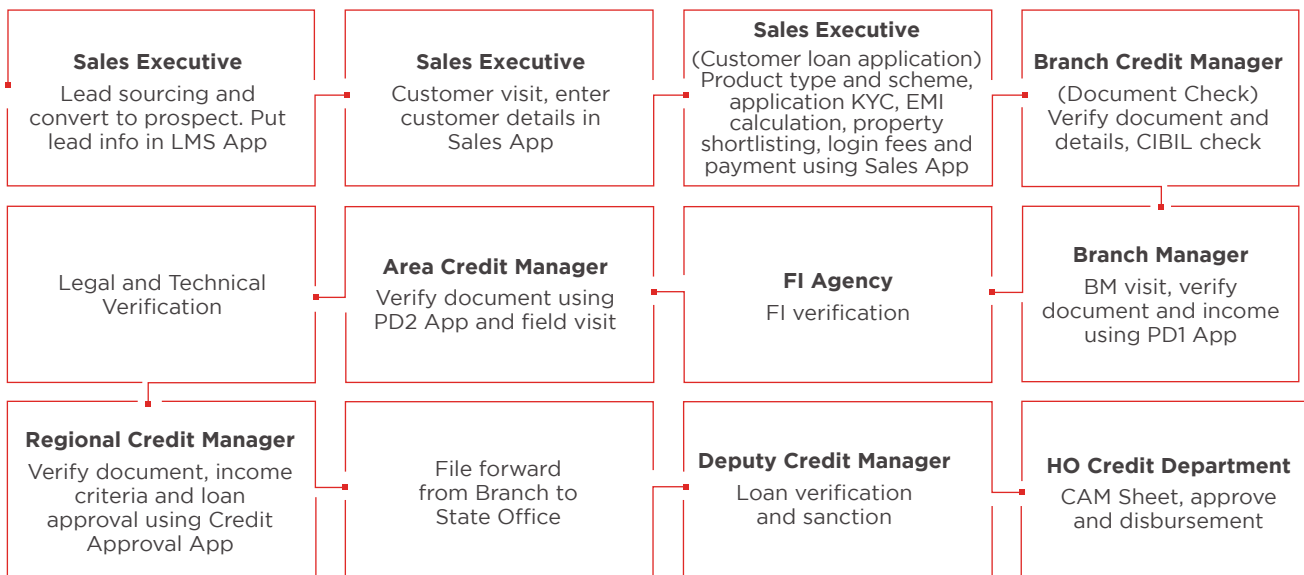 Sales Executive
Lead sourcing and
convert to prospect. Put
lead info in LMS App
Sales Executive
Customer visit, enter
customer details in
Sales App
Sales Executive
(Customer loan application)
Product type and scheme,
application KYC, EMI
calculation, property
shortlisting, login fees and
payment using Sales App
Branch Credit Manager
(Document Check)
Verify document and
details, CIBIL check
Branch Manager
BM visit, verify
document and income
using PD1 App
FI Agency
FI verification
Area Credit Manager
Verify document using
PD2 App and field visit
Legal and Technical
Verification
Regional Credit Manager
Verify document, income
criteria and loan
approval using Credit
Approval App
File forward
from Branch to
State Office
Deputy Credit Manager
Loan verification
and sanction
HO Credit Department
CAM Sheet, approve
and disbursement